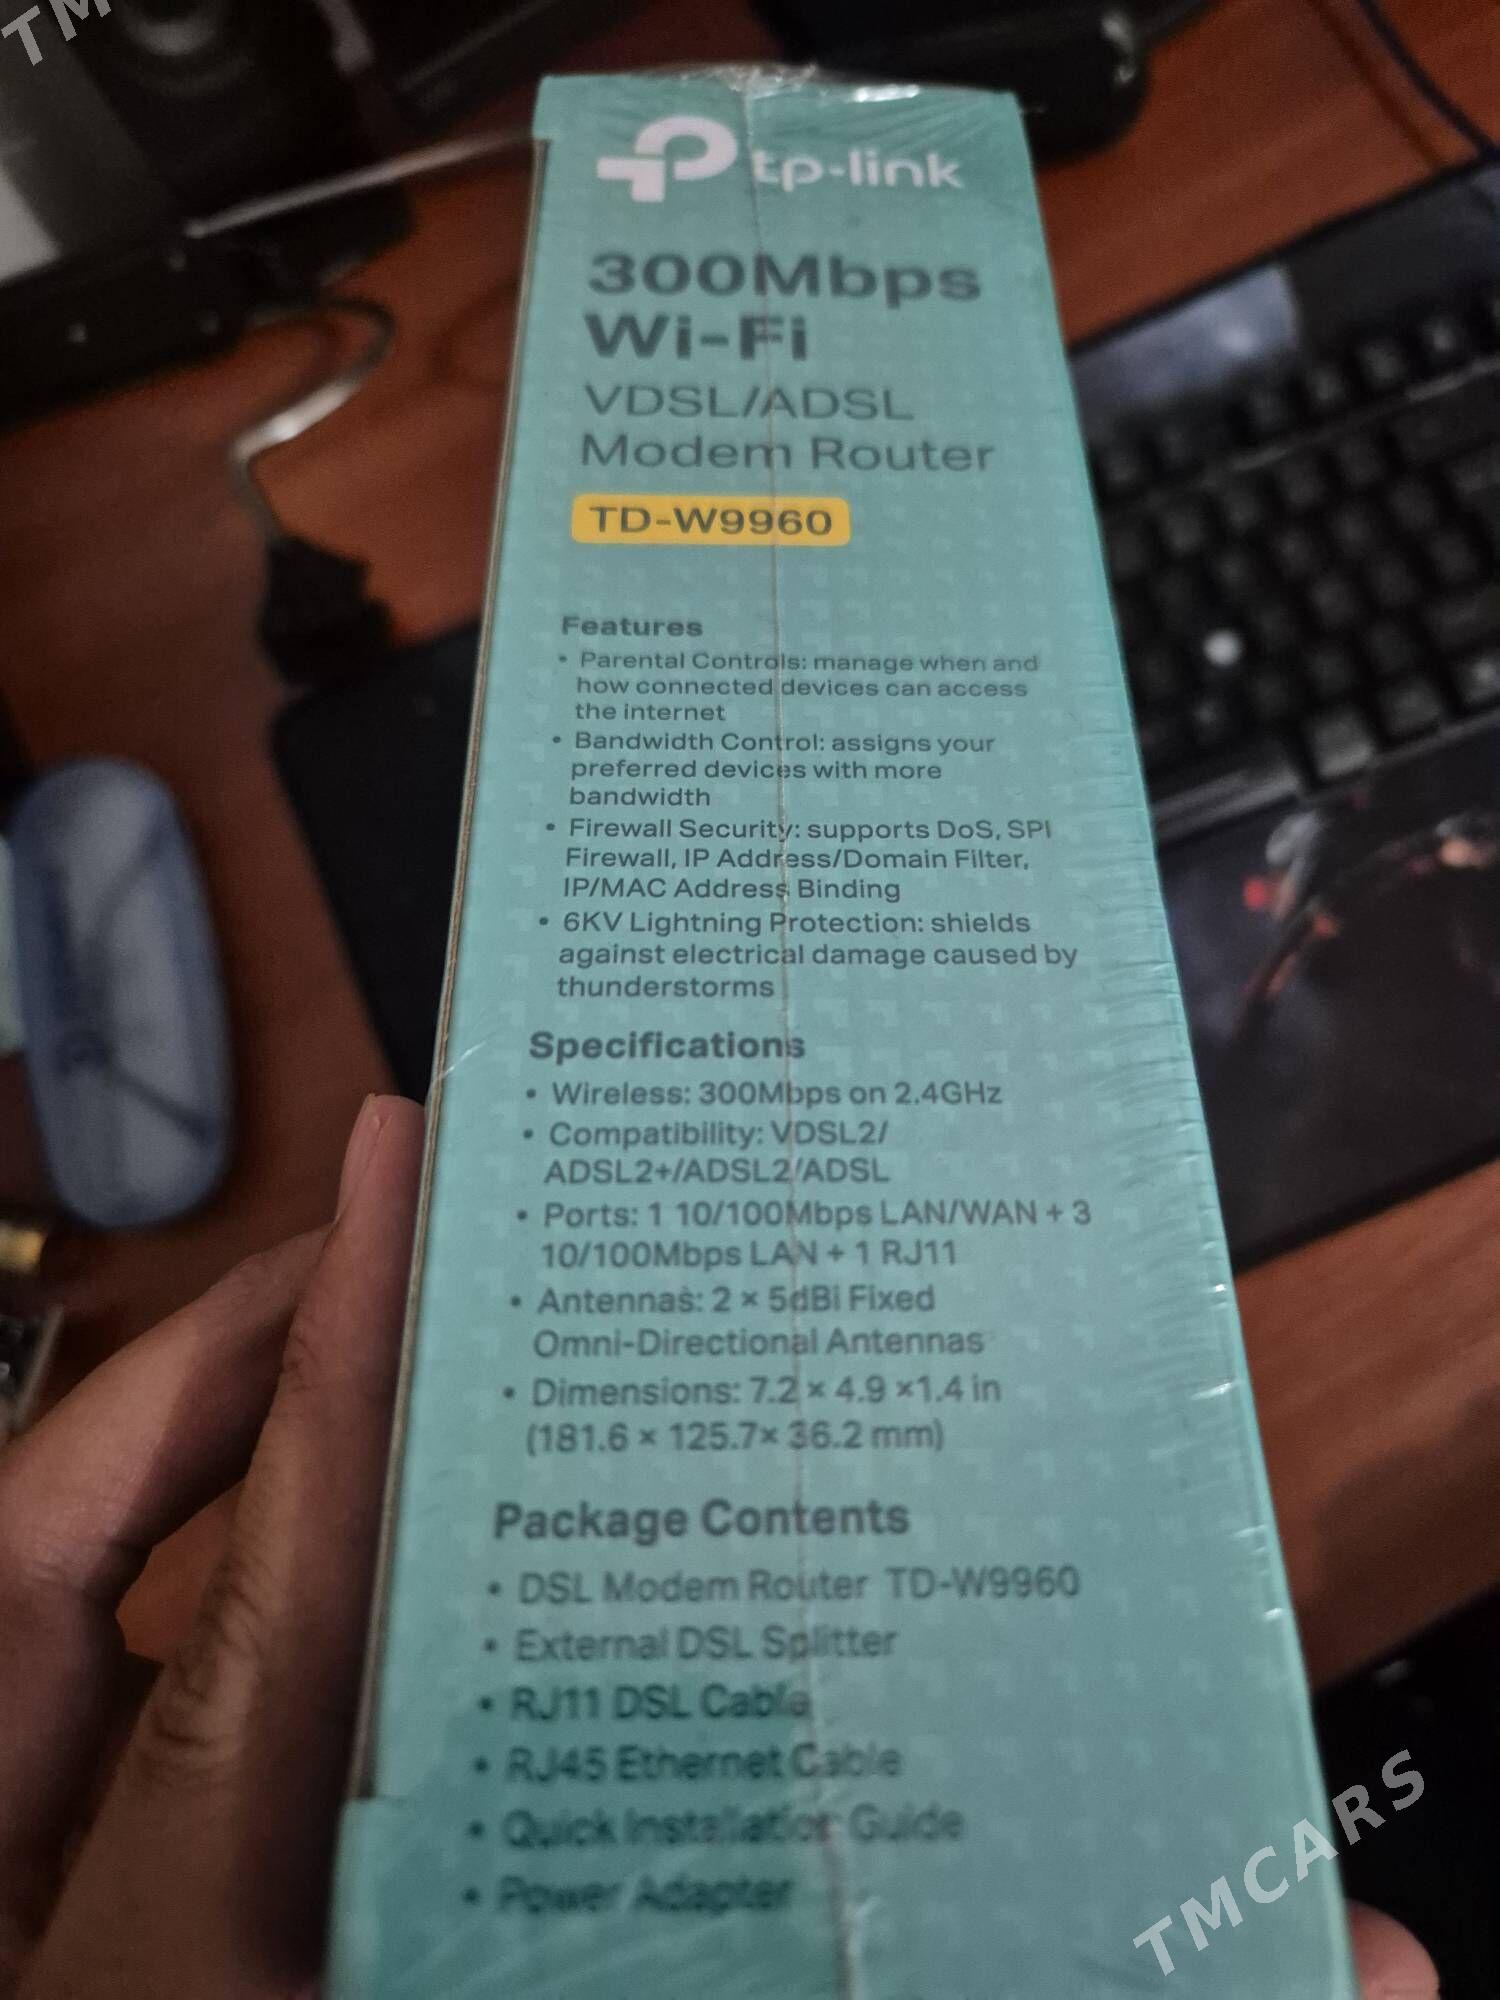 TM
tp-link
300Mbps
Wi-Fi
VDSL/ADSL
Modem Router
TD-W9960
Features
• Parental Controls: manage when and
how connected devices can access
the internet
• Bandwidth Control: assigns your
preferred devices with more
bandwidth
• Firewall Security: supports DoS, SPI
Firewall, IP Address/Domain Filter,
IP/MAC Address Binding
• 6KV Lightning Protection: shields
against electrical damage caused by
thunderstorms
Specifications
• Wireless: 300Mbps on 2.4GHz
• Compatibility: VDSL2/
ADSL2+/ADSL2/ADSL
• Ports: 1 10/100Mbps LAN/WAN + 3
10/100Mbps LAN + 1 RJ11
• Antennas: 2 × 5dBi Fixed
Omni-Directional Antennas
• Dimensions: 7.2 × 4.9 ×1.4 in
(181.6 × 125.7× 36.2 mm)
Package Contents
• DSL Modem Router TD-W9960
• External DSL Splitter
• RJ11 DSL Cable
• RJ45 Ethernet Cable
• Quick Installation Guide
• Power Adapter
TMCARS